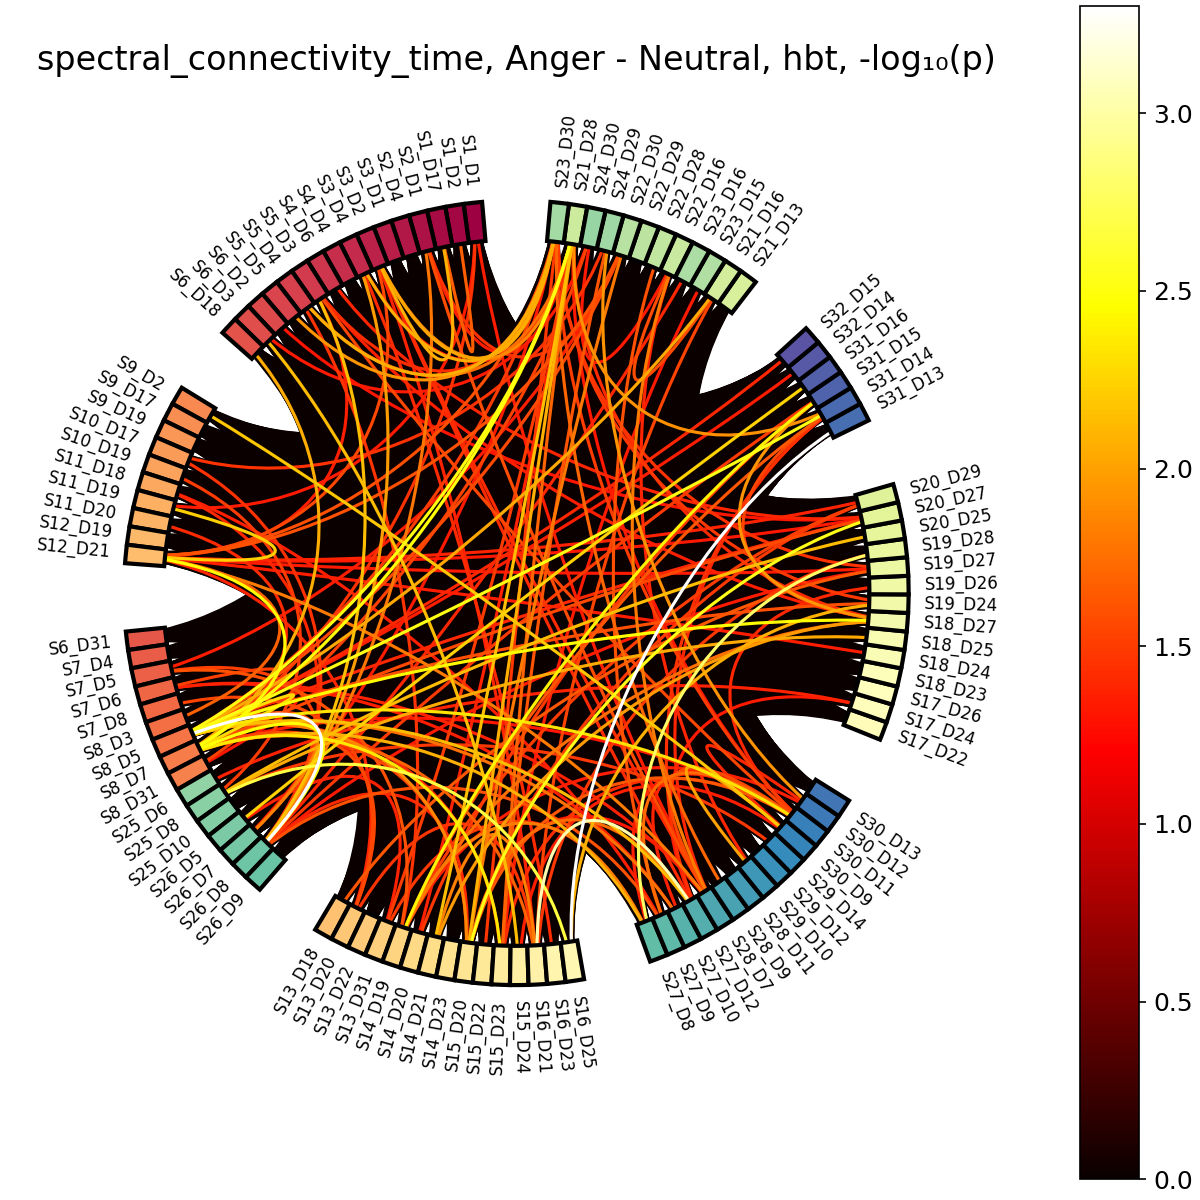 spectral_connectivity_time, Anger - Neutral, hbt, -log₁₀(p)
S1_D1
S1_D2
S1_D17
S2_D1
S2_D4
S3_D1
S3_D2
S3_D4
S4_D4
S4_D6
S5_D3
S5_D4
S5_D5
S6_D2
S6_D3
S6_D18
S9_D2
S9_D17
S9_D19
S10_D17
S10_D19
S11_D18
S11_D19
S11_D20
S12_D19
S12_D21
S6_D31
S7_D4
S7_D5
S7_D6
S7_D8
S8_D3
S8_D5
S8_D7
S8_D31
S25_D6
S25_D8
S25_D10
S26_D5
S26_D7
S26_D8
S26_D9
S13_D18
S13_D20
S13_D22
S13_D31
S14_D19
S14_D20
S14_D21
S14_D23
S15_D20
S15_D22
S15_D23
S15_D24
S16_D21
S16_D23
S16_D25
S27_D8
S27_D9
S27_D10
S27_D12
S28_D7
S28_D9
S28_D11
S29_D10
S29_D12
S29_D14
S30_D9
S30_D11
S30_D12
S30_D13
S17_D22
S17_D24
S17_D26
S18_D23
S18_D24
S18_D25
S18_D27
S19_D24
S19_D26
S19_D27
S19_D28
S20_D25
S20_D27
S20_D29
S31_D13
S31_D14
S31_D15
S31_D16
S32_D14
S32_D15
S21_D13
S21_D16
S23_D15
S23_D16
S22_D16
S22_D28
S22_D29
S22_D30
S24_D29
S24_D30
S21_D28
S23_D30
3.0
2.5
2.0
1.5
1.0
0.5
0.0